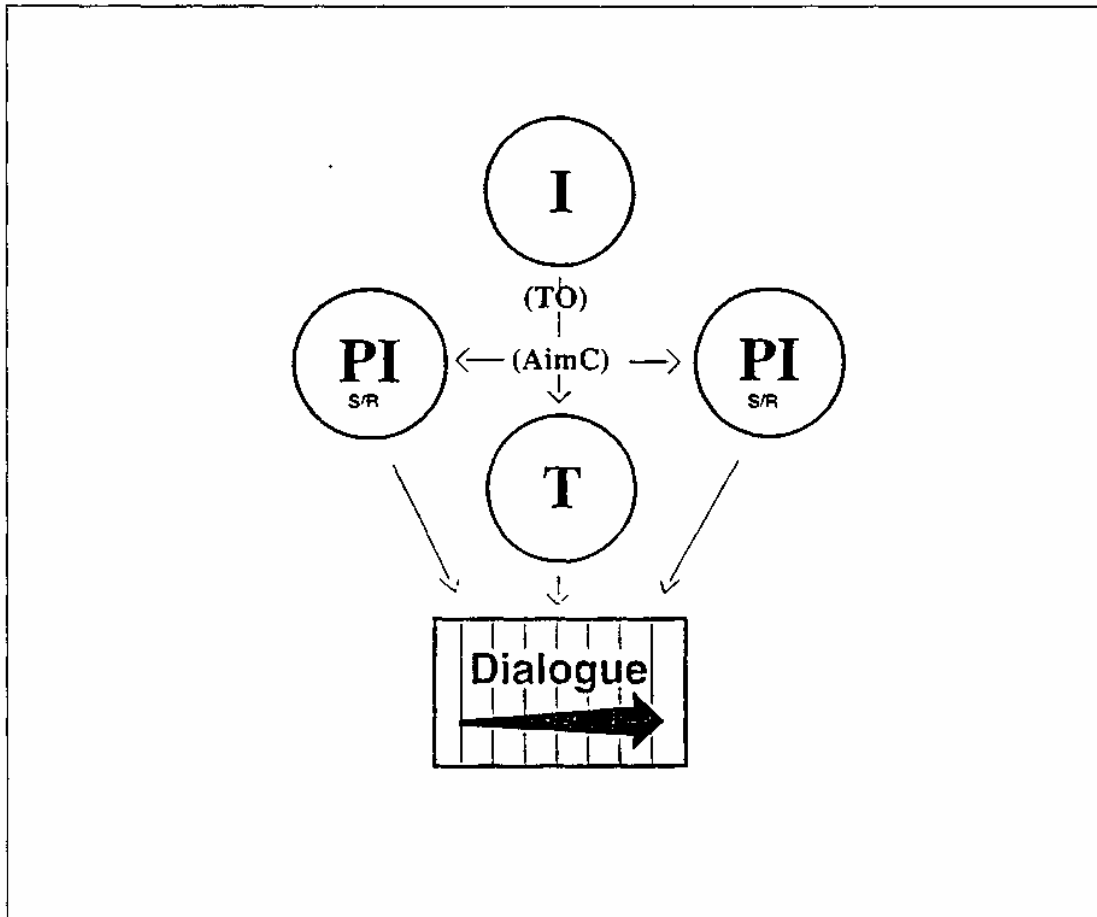 I
(TO)
PI (AimC) PI
S/R S/R
T
Dialogue